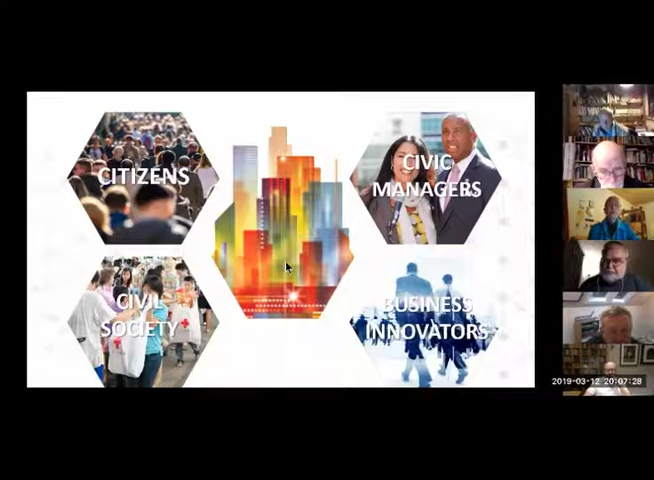 CITIZENS
CIVIC
MANAGERS
CIVIL
SOCIETY
BUSINESS
INNOVATORS
2019-03-12 20:07:28